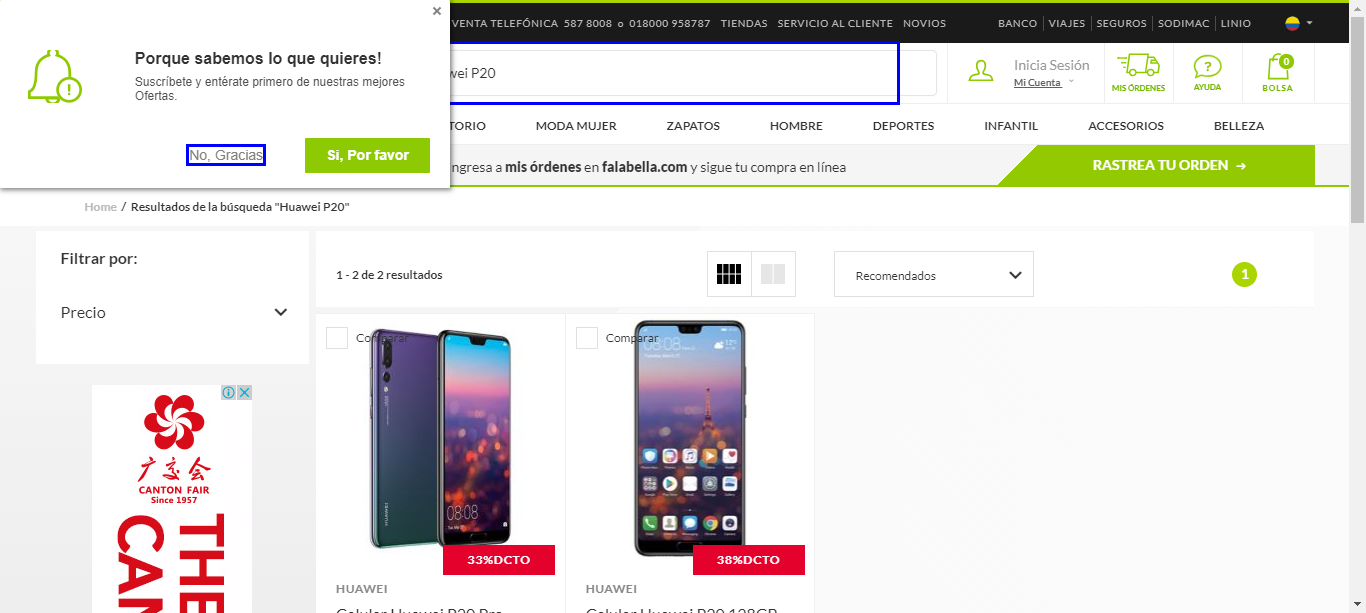 VENTA TELEFÓNICA 587 8008 o 018000 958787 TIENDAS SERVICIO AL CLIENTE NOVIOS BANCO VIAJES SEGUROS SODIMAC LINIO
Porque sabemos lo que quieres!
Suscríbete y entérate primero de nuestras mejores
Ofertas.
No, Gracias
Si, Por favor
wei P20
Inicia Sesión
Mi Cuenta
MIS ÓRDENES
AYUDA
0
BOLSA
TORIO MODA MUJER ZAPATOS HOMBRE DEPORTES INFANTIL ACCESORIOS BELLEZA
ngresa a mis órdenes en falabella.com y sigue tu compra en línea
RASTREA TU ORDEN →
Home / Resultados de la búsqueda "Huawei P20"
Filtrar por:
Precio
1 - 2 de 2 resultados
Recomendados
1
Comparar
Comparar
08:08
08:08
33%DCTO
38%DCTO
HUAWEI
HUAWEI
Celular Huawei P20 Pro
Celular Huawei P20 128GB
广交会
CANTON FAIR
Since 1957
THE
CAN